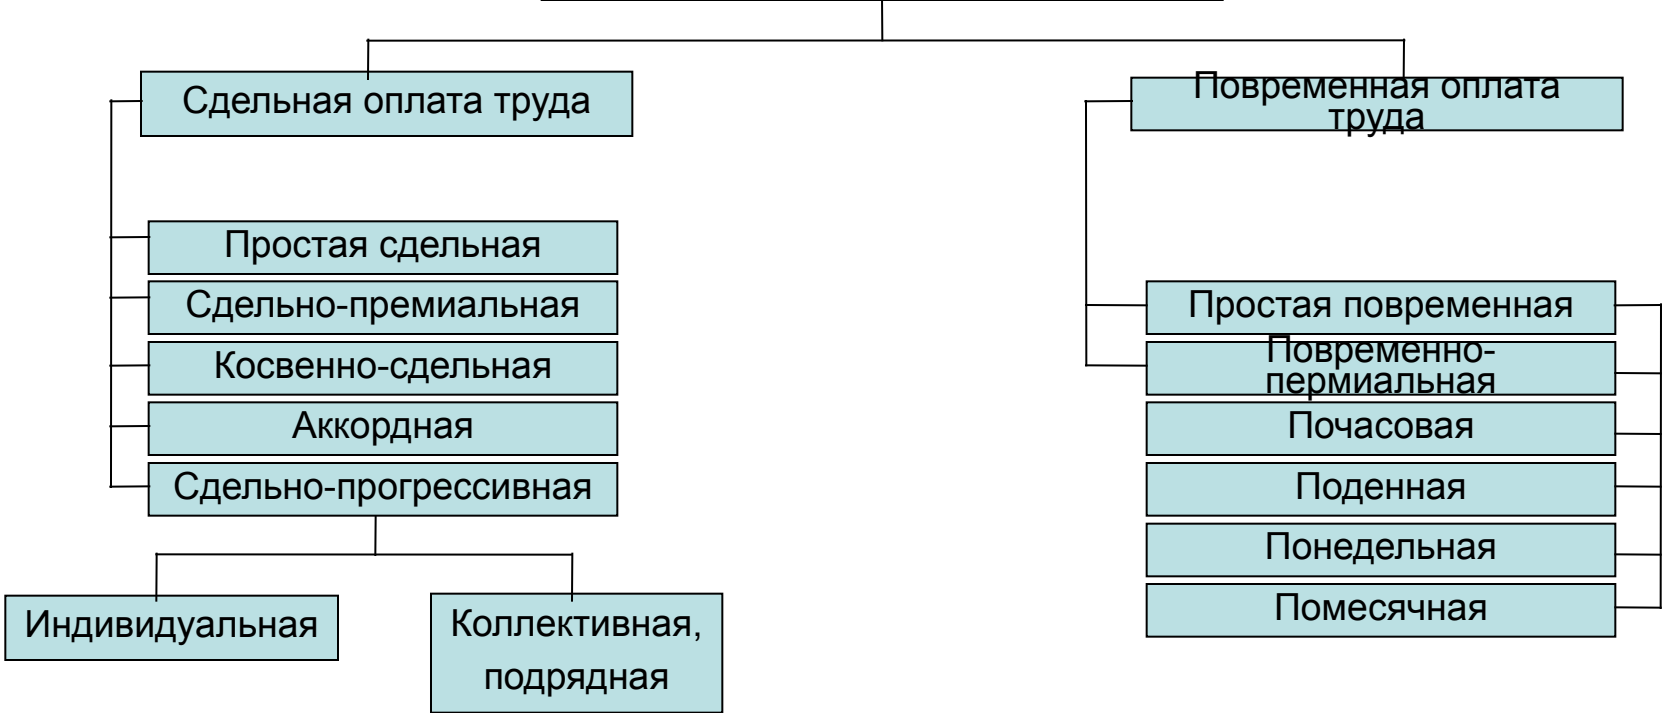 Сдельная оплата труда
Повременная оплата
труда
Простая сдельная
Сдельно-премиальная
Косвенно-сдельная
Аккордная
Сдельно-прогрессивная
Индивидуальная
Коллективная,
подрядная
Простая повременная
Повременно-
пермиальная
Почасовая
Поденная
Понедельная
Помесячная